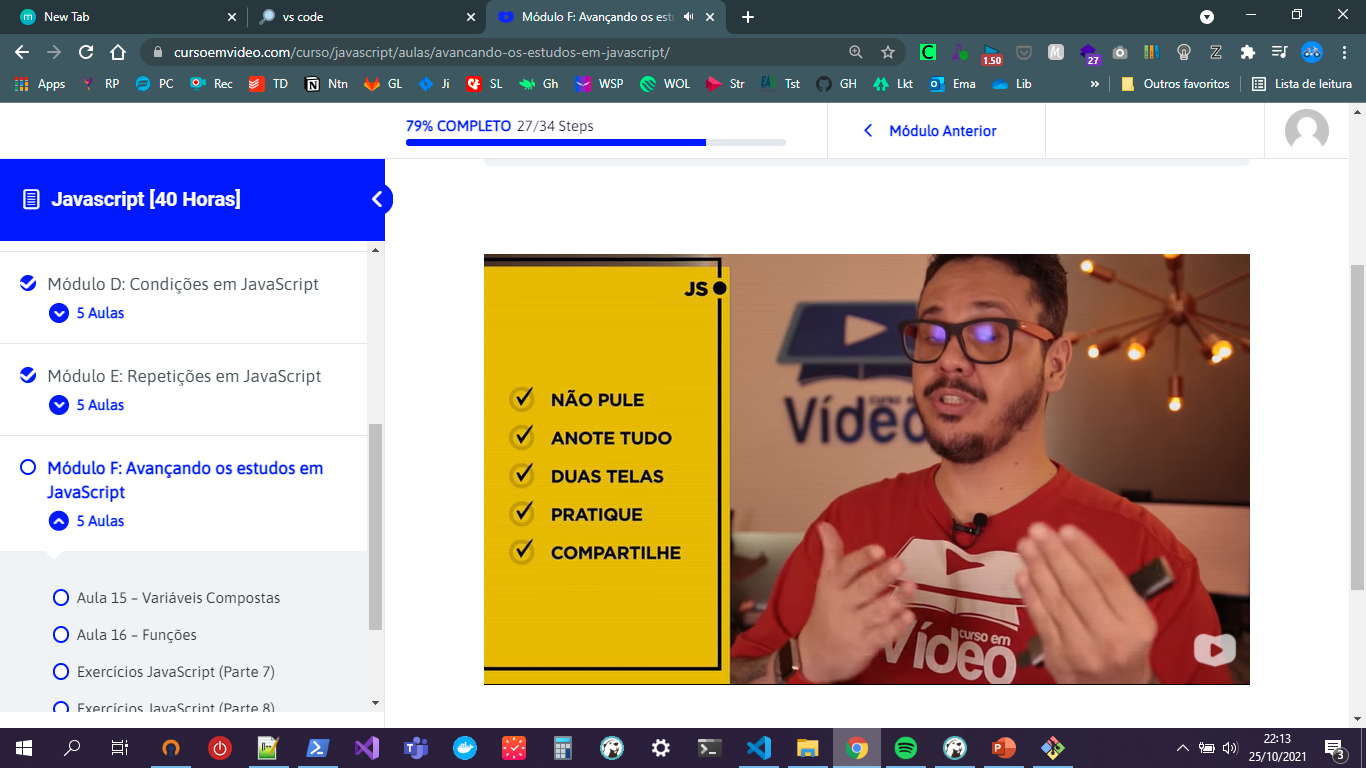 New Tab
vs code
Módulo F: Avançando os est
cursoemvideo.com/curso/javascript/aulas/avancando-os-estudos-em-javascript/
1.50
27
Apps
RP
PC
Rec
TD
Ntn
GL
Ji
SL
Gh
WSP
WOL
Str
Tst
GH
Lkt
Ema
Lib
»
Outros favoritos
Lista de leitura
79% COMPLETO 27/34 Steps
Módulo Anterior
Javascript [40 Horas]
Módulo D: Condições em JavaScript
5 Aulas
Módulo E: Repetições em JavaScript
5 Aulas
Módulo F: Avançando os estudos em
JavaScript
5 Aulas
Aula 15 – Variáveis Compostas
Aula 16 – Funções
Exercícios JavaScript (Parte 7)
Exercícios JavaScript (Parte 8)
JS
NÃO PULE
ANOTE TUDO
DUAS TELAS
PRATIQUE
COMPARTILHE
curso
Vídeo
curso em
Vídeo
22:13
25/10/2021
3